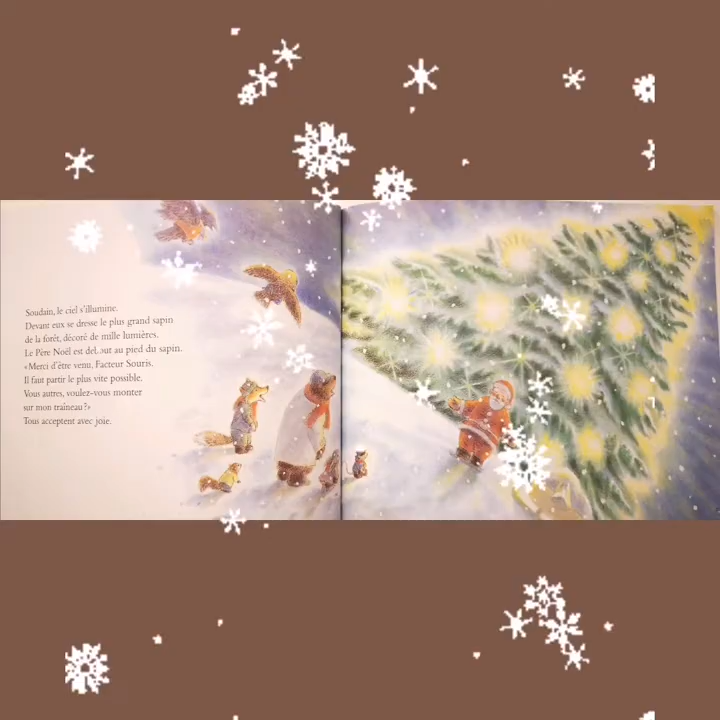 Soudain, le ciel s'illumine.
Devant eux se dresse le plus grand sapin
de la forêt, décoré de mille lumières.
Le Père Noël est debout au pied du sapin.
«Merci d'être venu, Facteur Souris.
Il faut partir le plus vite possible.
Vous autres, voulez-vous monter
sur mon traîneau?»
Tous acceptent avec joie.